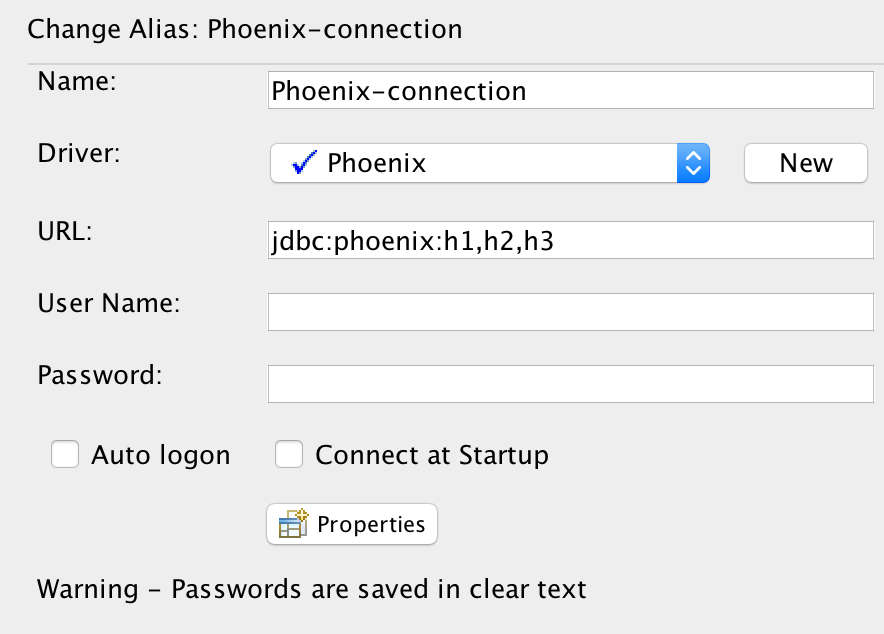 Change Alias: Phoenix-connection
Name: Phoenix-connection
Driver: Phoenix New
URL: jdbc:phoenix:h1,h2,h3
User Name:
Password:
Auto logon Connect at Startup
Properties
Warning - Passwords are saved in clear text